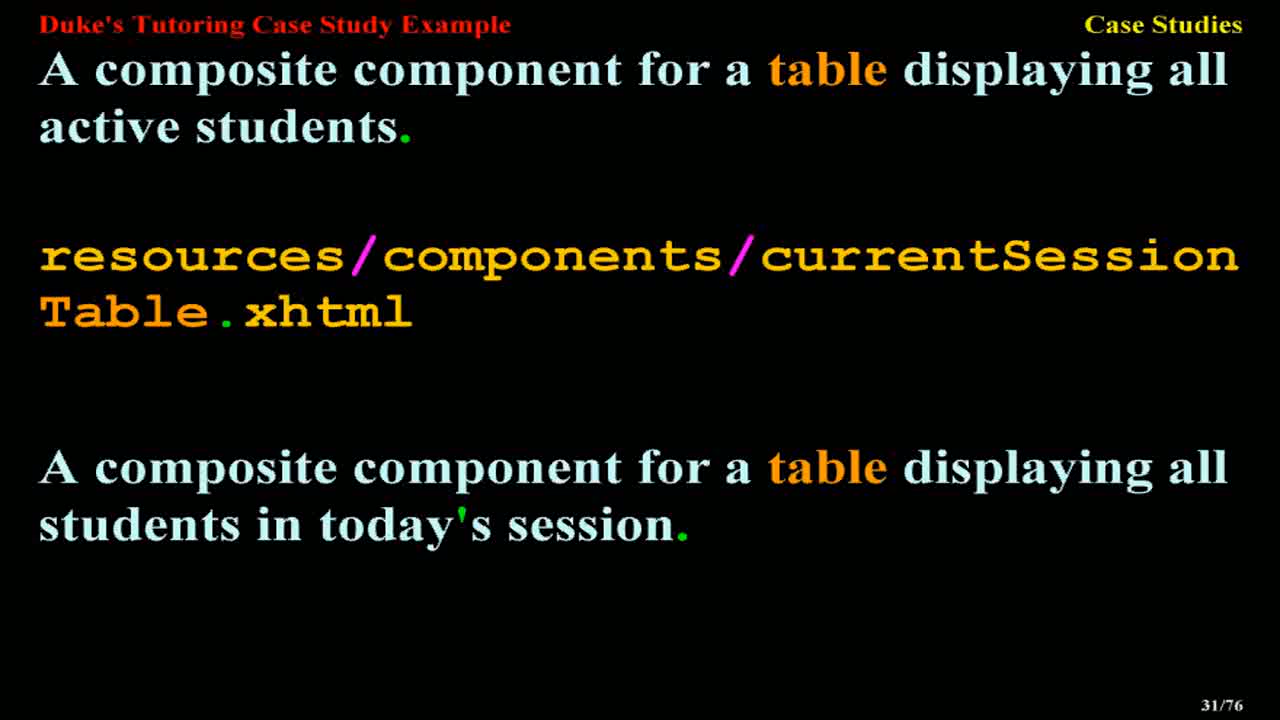 Duke's Tutoring Case Study Example
Case Studies
A composite component for a table displaying all
active students.
resources/components/currentSession
Table.xhtml
A composite component for a table displaying all
students in today's session.
31/76